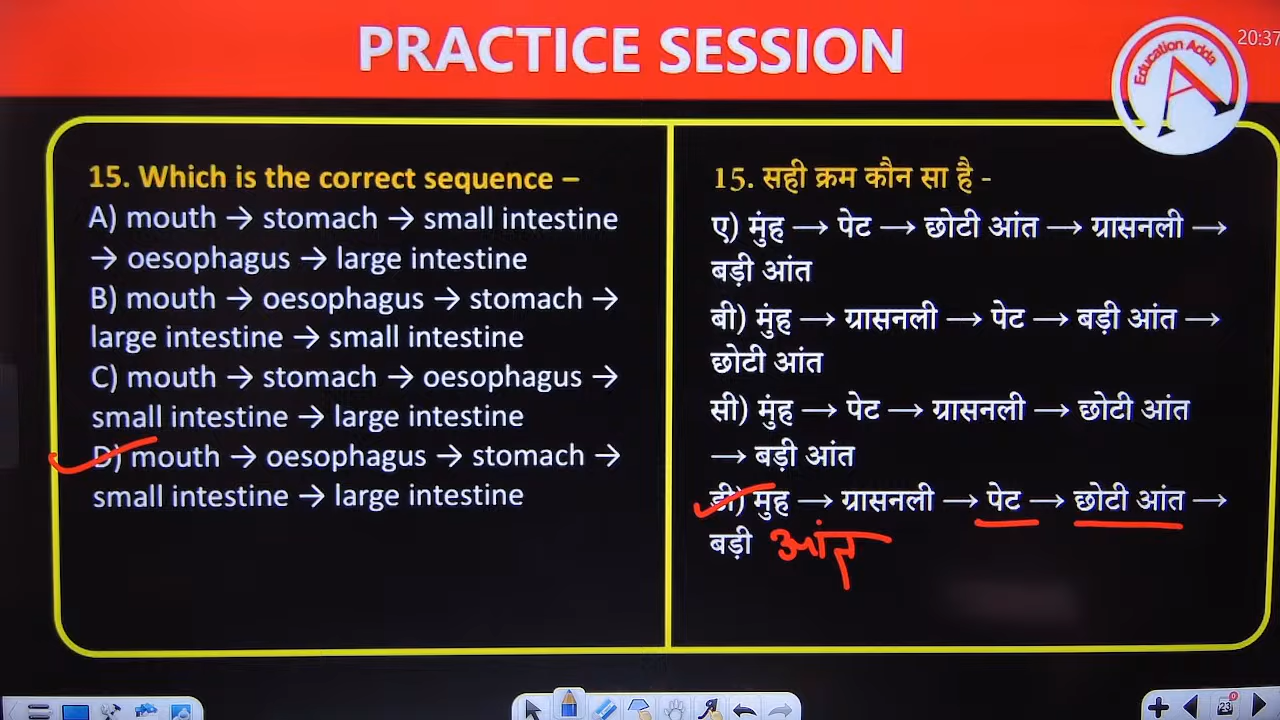 PRACTICE SESSION
20:37
Education Adda
A
15. Which is the correct sequence –
A) mouth → stomach → small intestine
→ oesophagus → large intestine
B) mouth → oesophagus → stomach →
large intestine → small intestine
C) mouth → stomach → oesophagus →
small intestine → large intestine
D) mouth → oesophagus → stomach →
small intestine → large intestine
15. सही क्रम कौन सा है -
ए) मुंह → पेट → छोटी आंत → ग्रासनली →
बड़ी आंत
बी) मुंह → ग्रासनली → पेट → बड़ी आंत →
छोटी आंत
सी) मुंह → पेट → ग्रासनली → छोटी आंत
→ बड़ी आंत
डी) मुंह → ग्रासनली → पेट → छोटी आंत →
बड़ी आंत
23